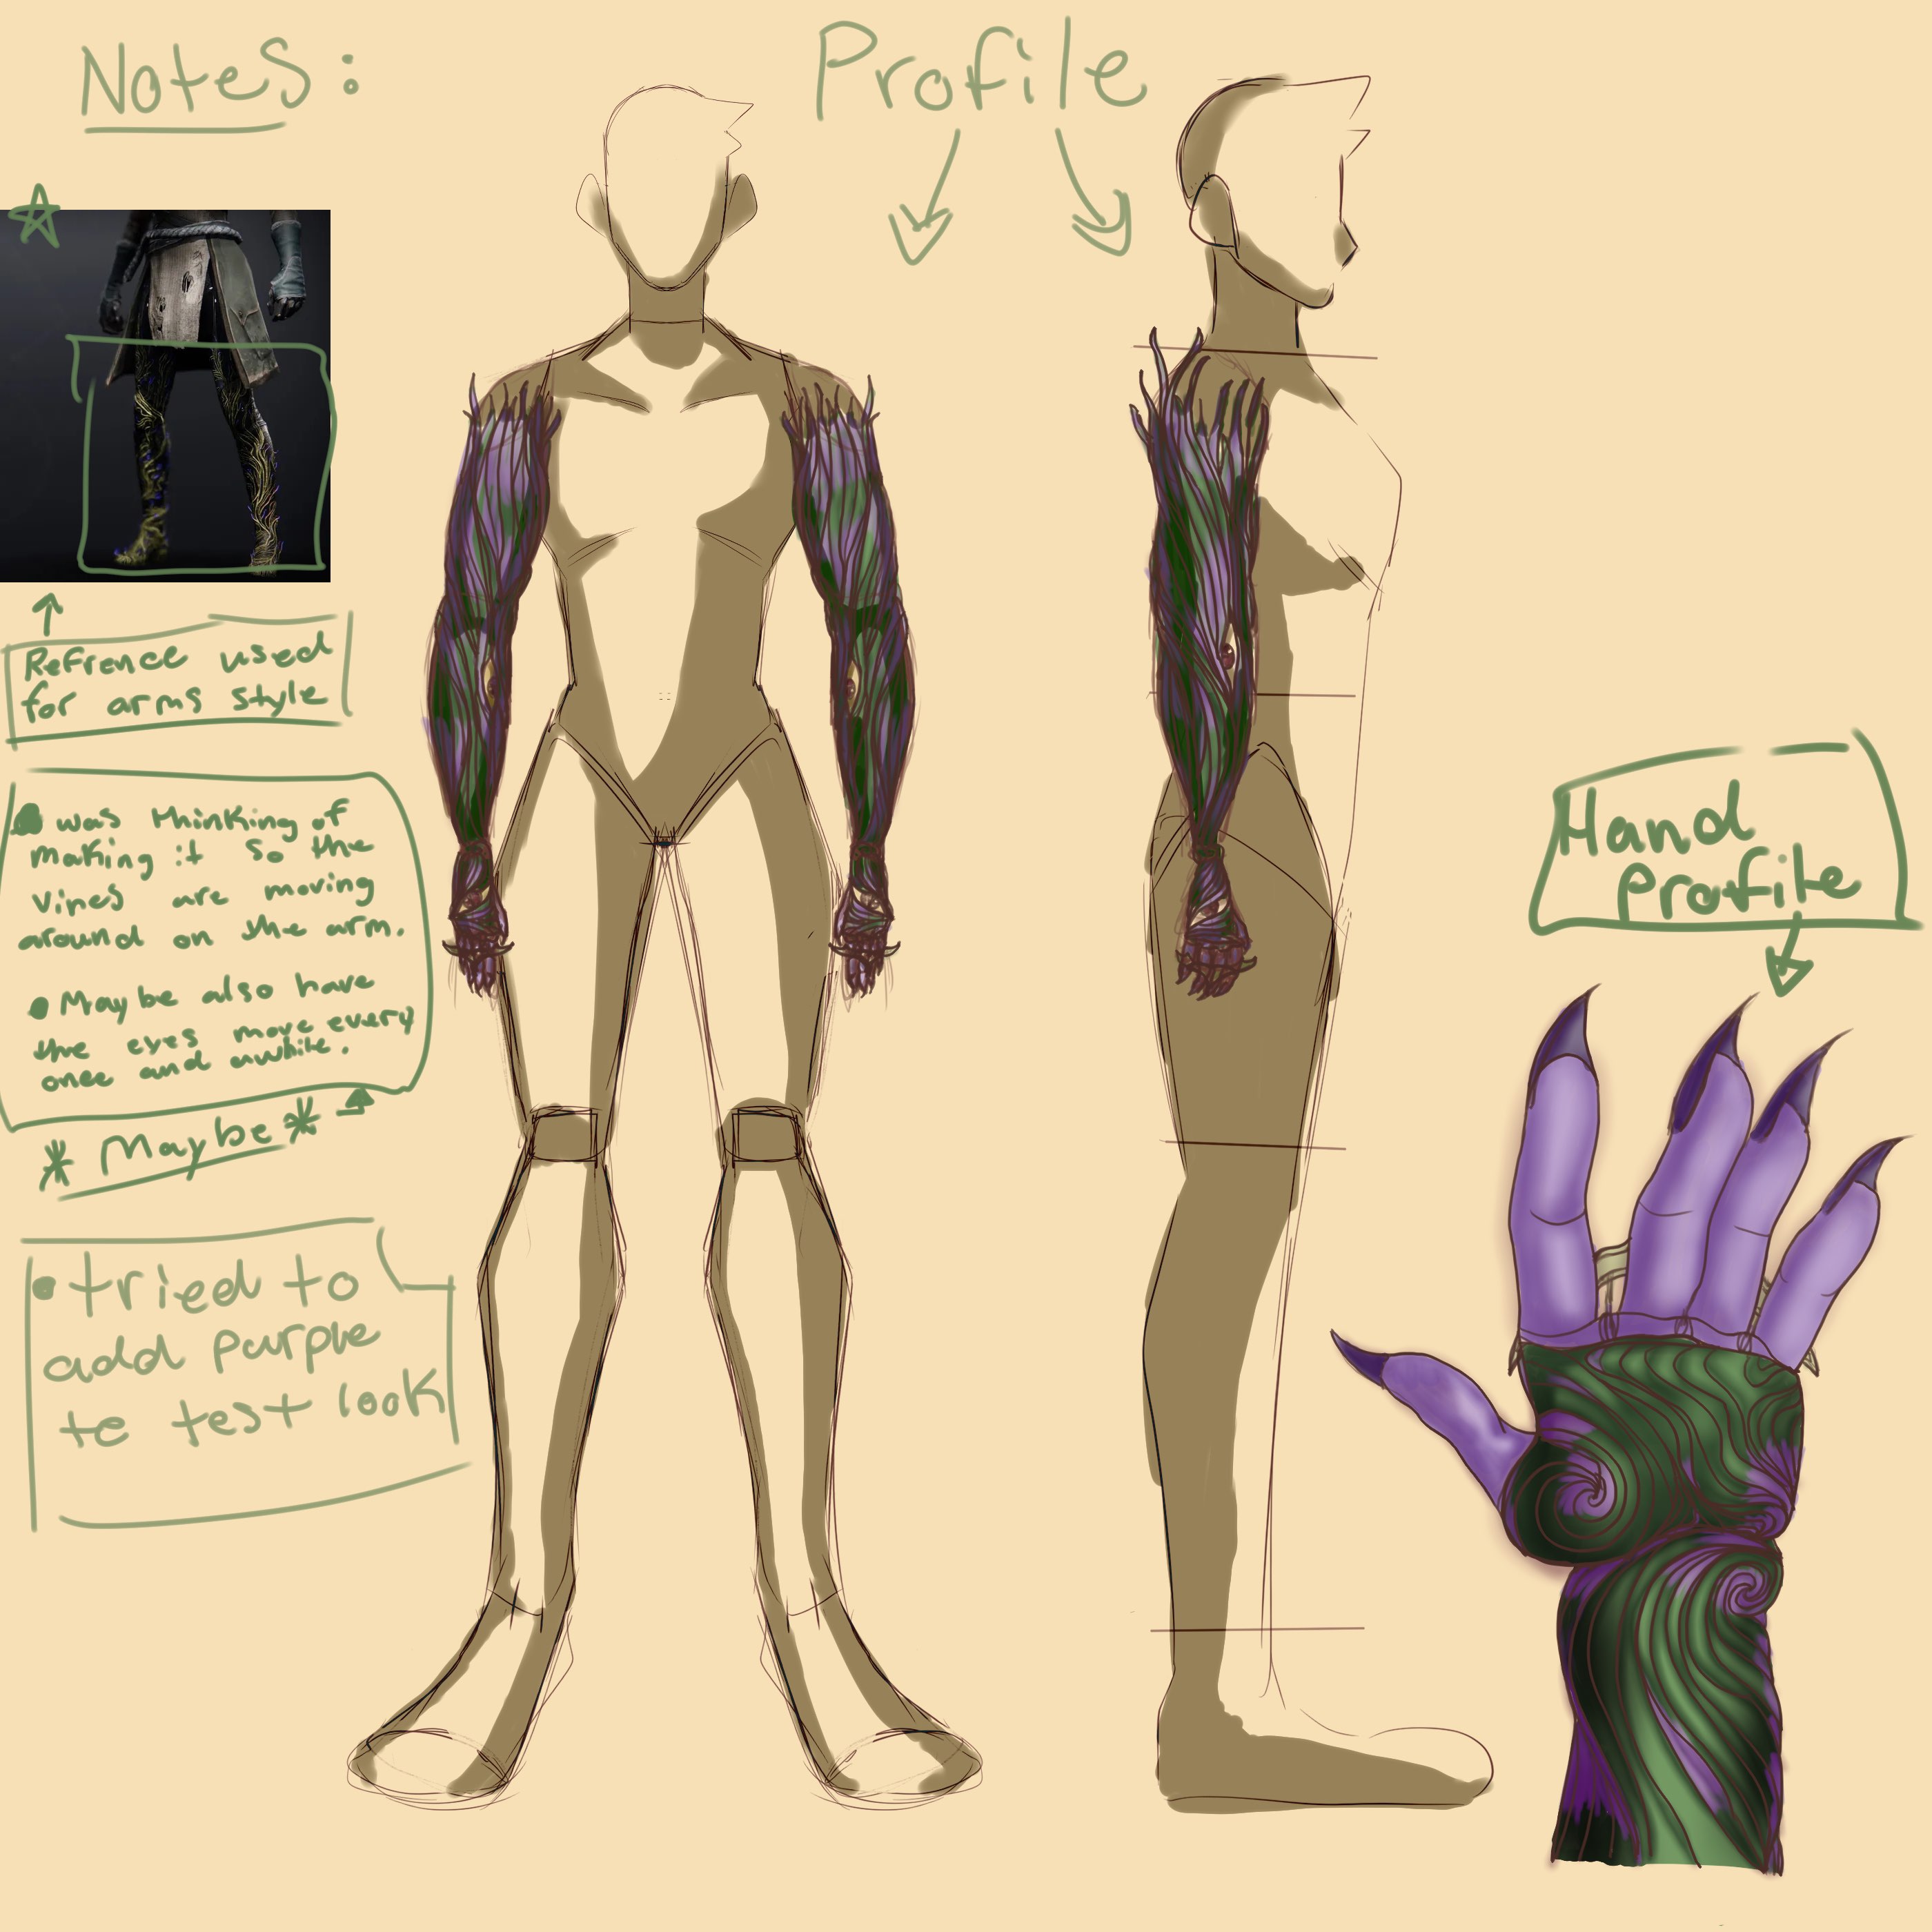 Notes:
Profile
Refrence used
for arms style
• was thinking of
making it so the
vines are moving
around on the arm.
• Maybe also have
the eyes move every
once and awhile.
* Maybe *
• tried to
add purple
te test look
Hand
Profile